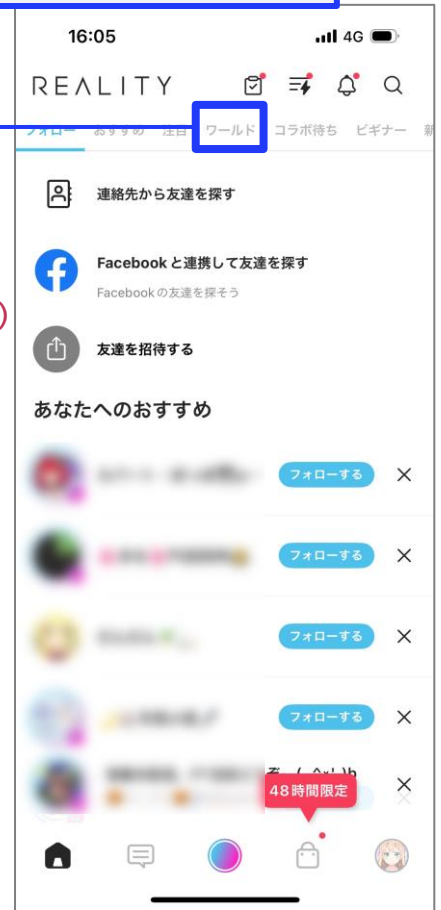 16:05
4G
REALITY
フォロー おすすめ 注目 ワールド コラボ待ち ビギナー 新
連絡先から友達を探す
Facebookと連携して友達を探す
Facebookの友達を探そう
友達を招待する
あなたへのおすすめ
フォローする
フォローする
フォローする
フォローする
48時間限定